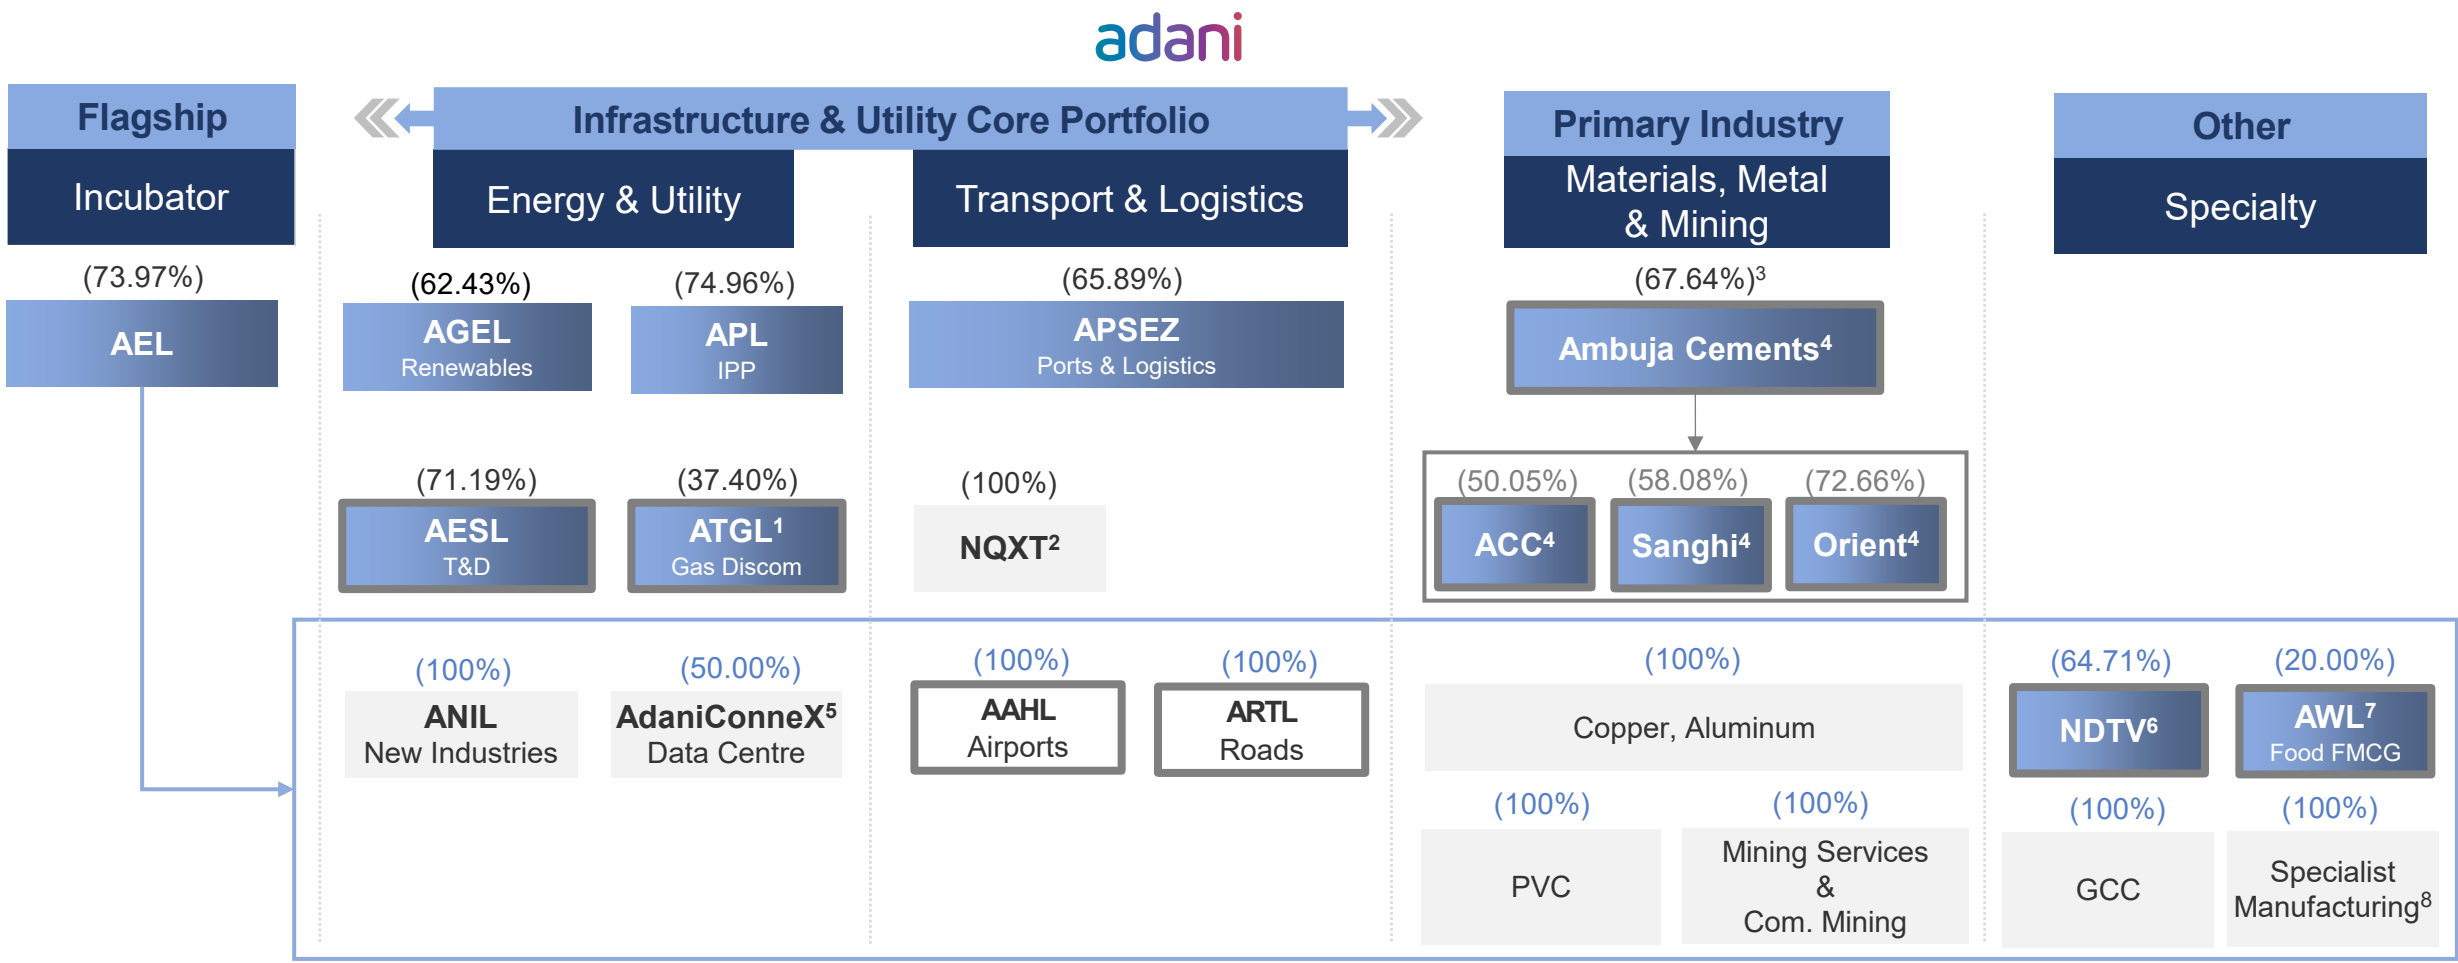 adani
Flagship
Infrastructure & Utility Core Portfolio
Primary Industry
Other
Incubator
Energy & Utility
Transport & Logistics
Materials, Metal
& Mining
Specialty
(73.97%)
AEL
(62.43%)
AGEL
Renewables
(74.96%)
APL
IPP
(65.89%)
APSEZ
Ports & Logistics
(67.64%)³
Ambuja Cements⁴
(71.19%)
AESL
T&D
(37.40%)
ATGL¹
Gas Discom
(100%)
NQXT²
(50.05%)
ACC⁴
(58.08%)
Sanghi⁴
(72.66%)
Orient⁴
(100%)
ANIL
New Industries
(50.00%)
AdaniConneX⁵
Data Centre
(100%)
AAHL
Airports
(100%)
ARTL
Roads
(100%)
Copper, Aluminum
(64.71%)
NDTV⁶
(20.00%)
AWL⁷
Food FMCG
(100%)
PVC
(100%)
Mining Services
&
Com. Mining
(100%)
GCC
(100%)
Specialist
Manufacturing⁸